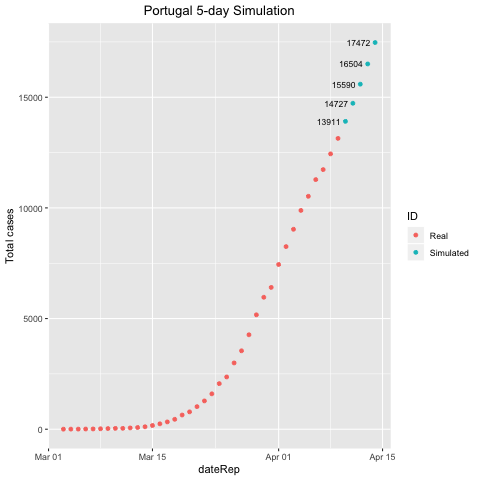 Portugal 5-day Simulation
17472
16504
15590
14727
13911
15000
10000
5000
0
Total cases
Mar 01
Mar 15
Apr 01
Apr 15
dateRep
ID
Real
Simulated